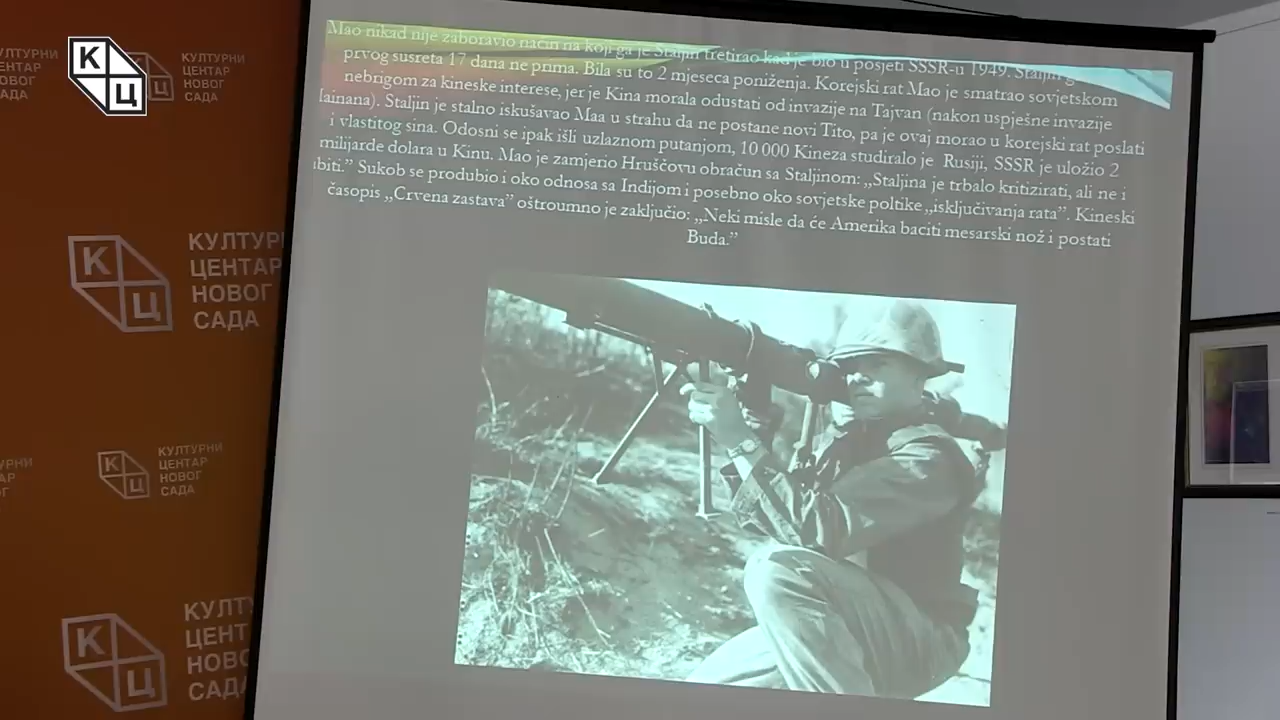 Mao nikad nije zaboravio način na koji ga je Staljin tretirao kad je bio u posjeti SSSR-u 1949. Staljin
prvog susreta 17 dana ne prima. Bila su to 2 mjeseca poniženja. Korejski rat Mao je smatrao sovjetskom
nebrigom za kineske interese, jer je Kina morala odustati od invazije na Tajvan (nakon uspješne invazije
Hainana). Staljin je stalno iskušavao Maa u strahu da ne postane novi Tito, pa je ovaj morao u korejski rat poslati
i vlastitog sina. Odosni se ipak išli uzlaznom putanjom, 10 000 Kineza studiralo je Rusiji, SSSR je uložio 2
milijarde dolara u Kinu. Mao je zamjerio Hruščovu obračun sa Staljinom: „Staljina je trbalo kritizirati, ali ne i
ubiti.” Sukob se produbio i oko odnosa sa Indijom i posebno oko sovjetske poltike „isključivanja rata”. Kineski
časopis „Crvena zastava” oštroumno je zaključio: „Neki misle da će Amerika baciti mesarski nož i postati
Buda.”
К
Ц
КУЛТУРНИ
ЦЕНТАР
НОВОГ
САДА
К
Ц
ЦЕНТАР
НОВОГ
САДА
К
Ц
КУЛТУРНИ
ЦЕНТАР
НОВОГ
САДА
К
Ц